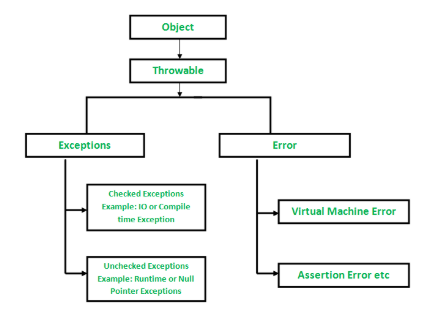 Object
Throwable
Exceptions
Error
Checked Exceptions
Example: IO or Compile
time Exception
Virtual Machine Error
Unchecked Exceptions
Example: Runtime or Null
Pointer Exceptions
Assertion Error etc